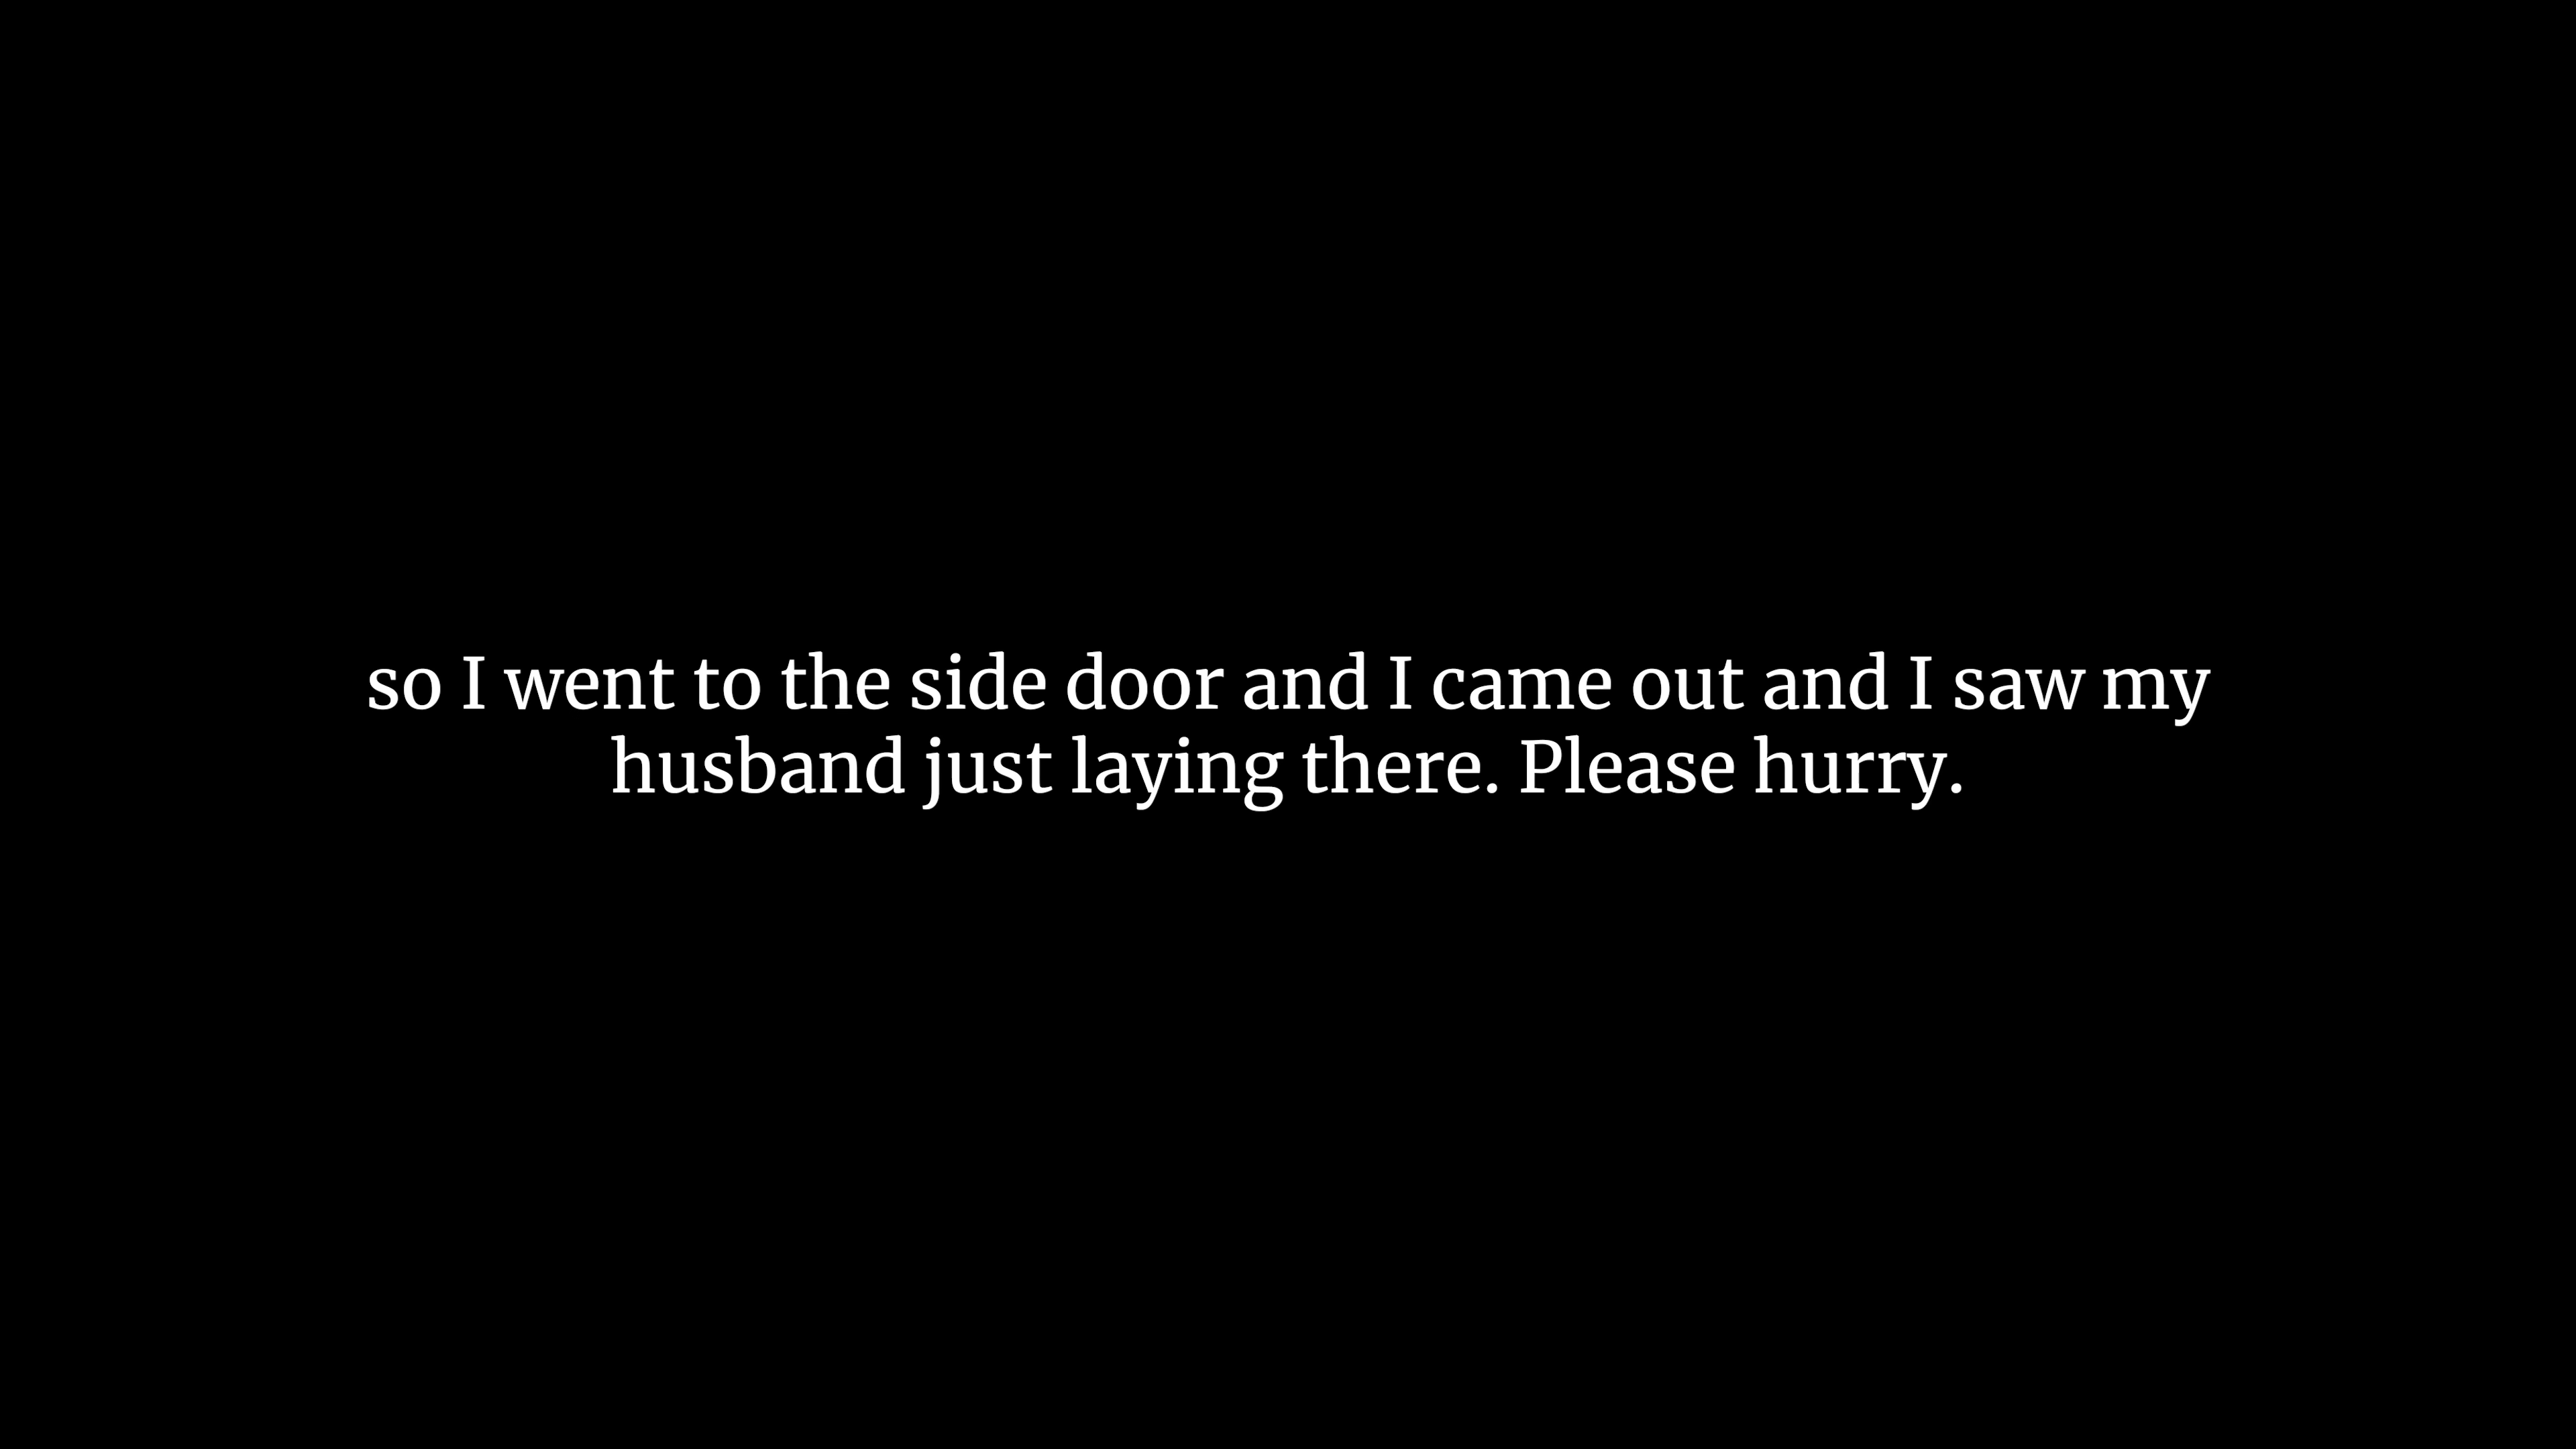 so I went to the side door and I came out and I saw my
husband just laying there. Please hurry.